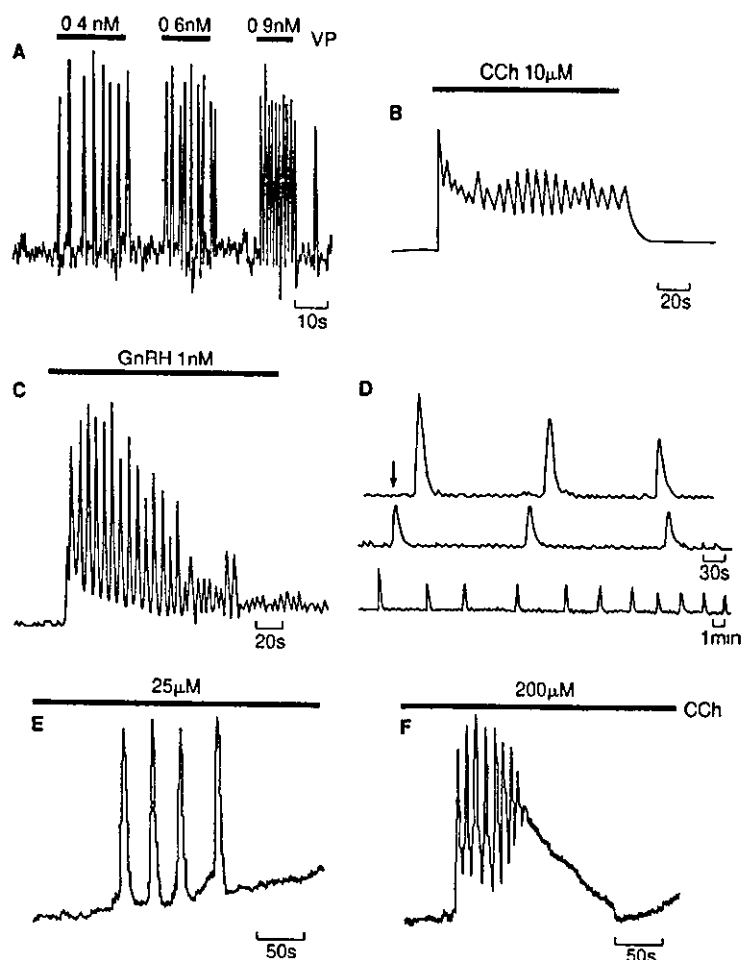 0 4 nM 0 6nM 0 9nM VP
A
10s
CCh 10µM
B
20s
GnRH 1nM
C
20s
D
30s
1min
25µM
E
50s
200µM CCh
F
50s